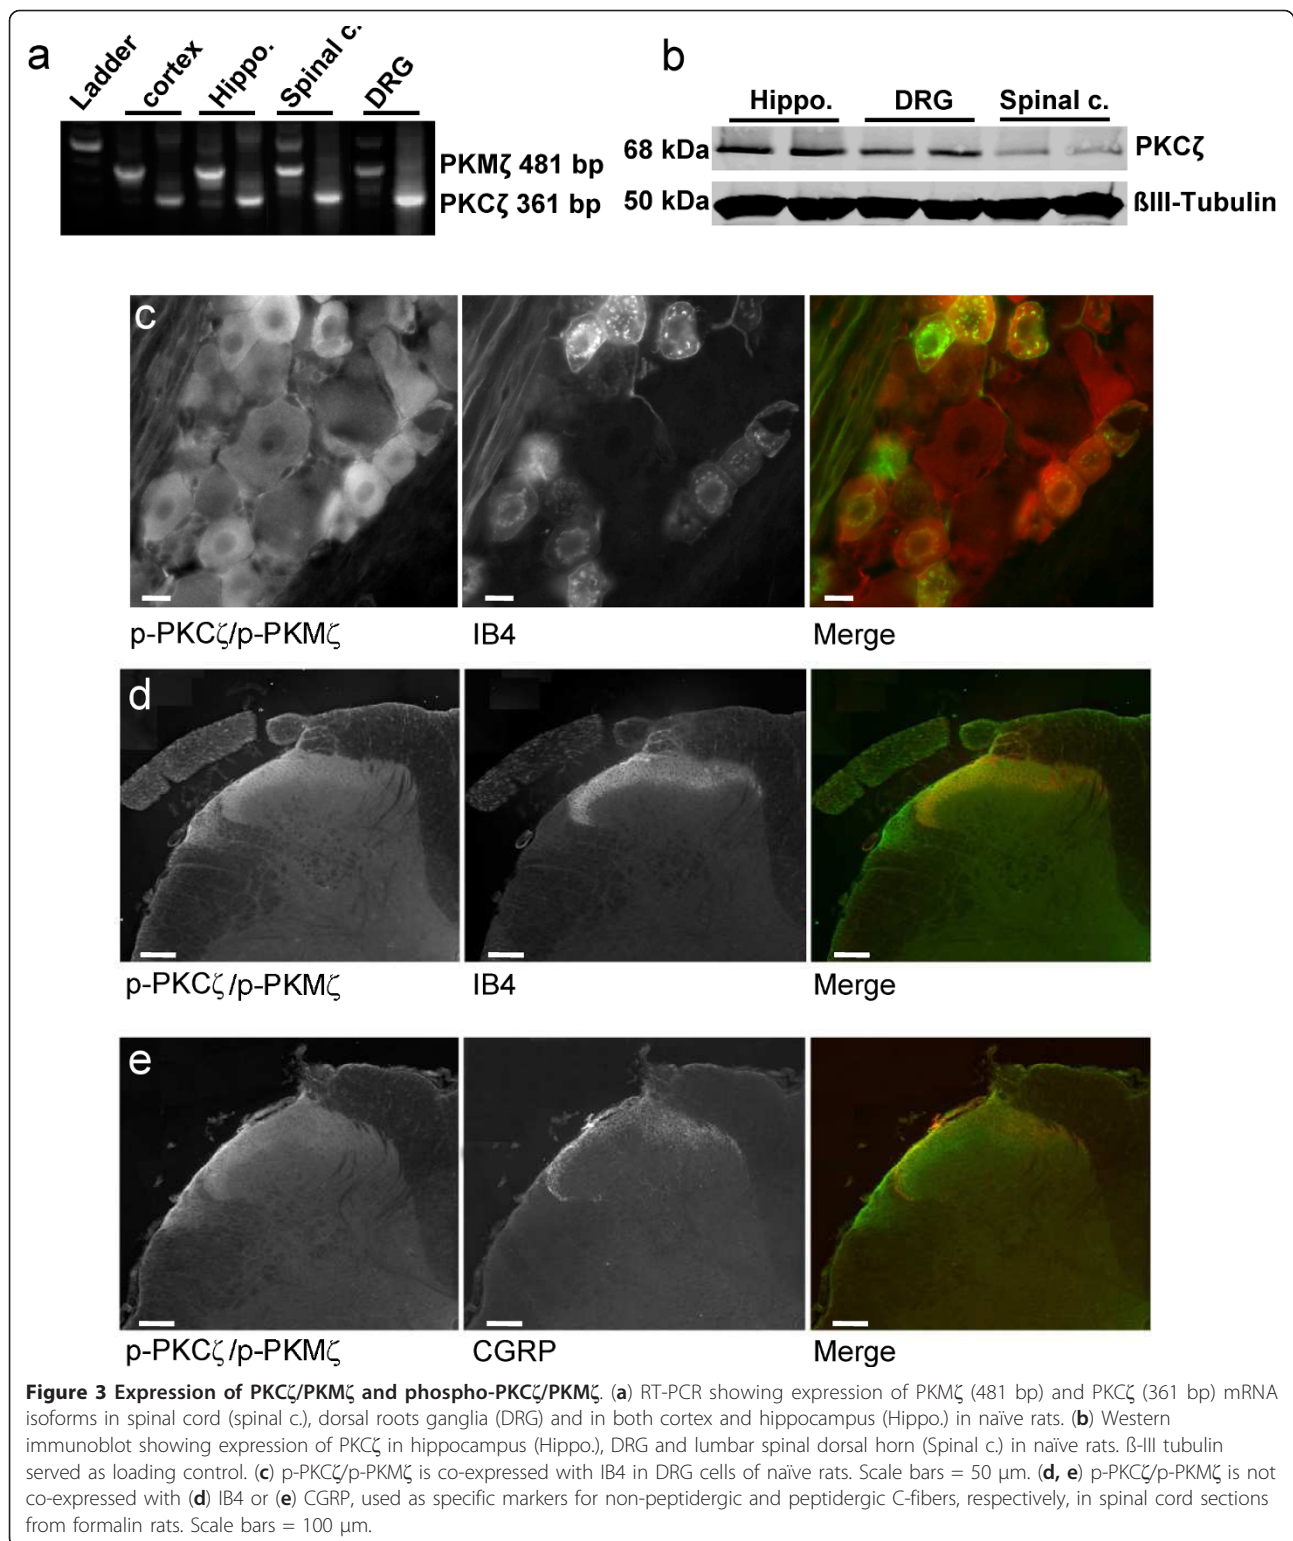 a
Ladder
cortex
Hippo.
Spinal c.
DRG
PKMζ 481 bp
PKCζ 361 bp
b
Hippo. DRG Spinal c.
68 kDa PKCζ
50 kDa ßIII-Tubulin
c
p-PKCζ/p-PKMζ IB4 Merge
d
p-PKCζ/p-PKMζ IB4 Merge
e
p-PKCζ/p-PKMζ CGRP Merge
Figure 3 Expression of PKCζ/PKMζ and phospho-PKCζ/PKMζ. (a) RT-PCR showing expression of PKMζ (481 bp) and PKCζ (361 bp) mRNA
isoforms in spinal cord (spinal c.), dorsal roots ganglia (DRG) and in both cortex and hippocampus (Hippo.) in naïve rats. (b) Western
immunoblot showing expression of PKCζ in hippocampus (Hippo.), DRG and lumbar spinal dorsal horn (Spinal c.) in naïve rats. ß-III tubulin
served as loading control. (c) p-PKCζ/p-PKMζ is co-expressed with IB4 in DRG cells of naïve rats. Scale bars = 50 μm. (d, e) p-PKCζ/p-PKMζ is not
co-expressed with (d) IB4 or (e) CGRP, used as specific markers for non-peptidergic and peptidergic C-fibers, respectively, in spinal cord sections
from formalin rats. Scale bars = 100 μm.